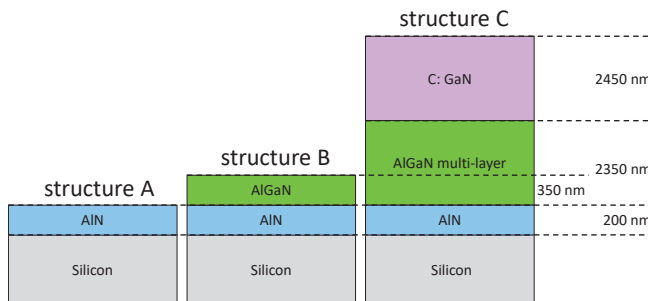 structure C
C: GaN
2450 nm
structure B
AlGaN multi-layer
2350 nm
structure A
AlGaN
350 nm
AlN
AlN
AlN
200 nm
Silicon
Silicon
Silicon